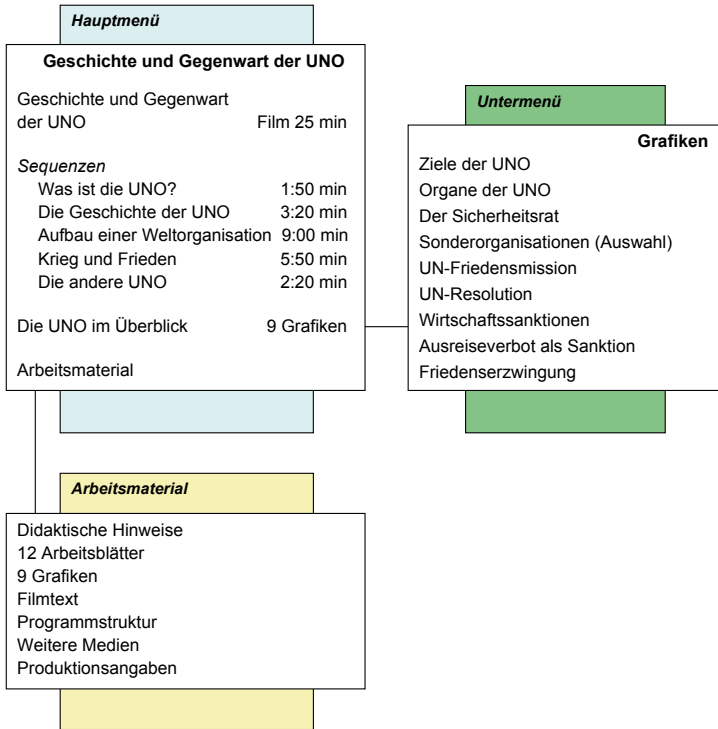 Hauptmenü
Geschichte und Gegenwart der UNO
Geschichte und Gegenwart
der UNO Film 25 min
Sequenzen
Was ist die UNO? 1:50 min
Die Geschichte der UNO 3:20 min
Aufbau einer Weltorganisation 9:00 min
Krieg und Frieden 5:50 min
Die andere UNO 2:20 min
Die UNO im Überblick 9 Grafiken
Arbeitsmaterial
Untermenü
Grafiken
Ziele der UNO
Organe der UNO
Der Sicherheitsrat
Sonderorganisationen (Auswahl)
UN-Friedensmission
UN-Resolution
Wirtschaftssanktionen
Ausreiseverbot als Sanktion
Friedenserzwingung
Arbeitsmaterial
Didaktische Hinweise
12 Arbeitsblätter
9 Grafiken
Filmtext
Programmstruktur
Weitere Medien
Produktionsangaben